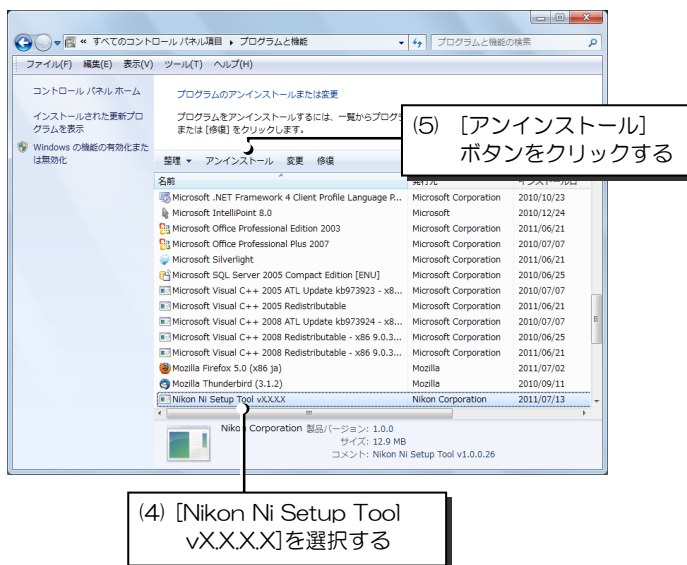 « すべてのコントロール パネル項目 ▸ プログラムと機能
プログラムと機能の検索
ファイル(F) 編集(E) 表示(V) ツール(T) ヘルプ(H)
コントロール パネル ホーム
インストールされた更新プロ
グラムを表示
Windows の機能の有効化また
は無効化
プログラムのアンインストールまたは変更
プログラムをアンインストールするには、一覧からプログ
または [修復] をクリックします。
(5) [アンインストール]
ボタンをクリックする
整理 ▼ アンインストール 変更 修復
名前 発行元 インストール日
Microsoft .NET Framework 4 Client Profile Language P... Microsoft Corporation 2010/10/23
Microsoft IntelliPoint 8.0 Microsoft 2010/12/24
Microsoft Office Professional Edition 2003 Microsoft Corporation 2011/06/21
Microsoft Office Professional Plus 2007 Microsoft Corporation 2010/07/07
Microsoft Silverlight Microsoft Corporation 2011/06/21
Microsoft SQL Server 2005 Compact Edition [ENU] Microsoft Corporation 2010/06/25
Microsoft Visual C++ 2005 ATL Update kb973923 - x8... Microsoft Corporation 2010/07/07
Microsoft Visual C++ 2005 Redistributable Microsoft Corporation 2011/06/21
Microsoft Visual C++ 2008 ATL Update kb973924 - x8... Microsoft Corporation 2010/07/07
Microsoft Visual C++ 2008 Redistributable - x86 9.0.3... Microsoft Corporation 2010/06/25
Microsoft Visual C++ 2008 Redistributable - x86 9.0.3... Microsoft Corporation 2011/06/21
Mozilla Firefox 5.0 (x86 ja) Mozilla 2011/07/02
Mozilla Thunderbird (3.1.2) Mozilla 2010/09/11
Nikon Ni Setup Tool vX.X.X.X Nikon Corporation 2011/07/13
Nikon Corporation 製品バージョン: 1.0.0
サイズ: 12.9 MB
コメント: Nikon Ni Setup Tool v1.0.0.26
(4) [Nikon Ni Setup Tool
vX.X.X.X]を選択する